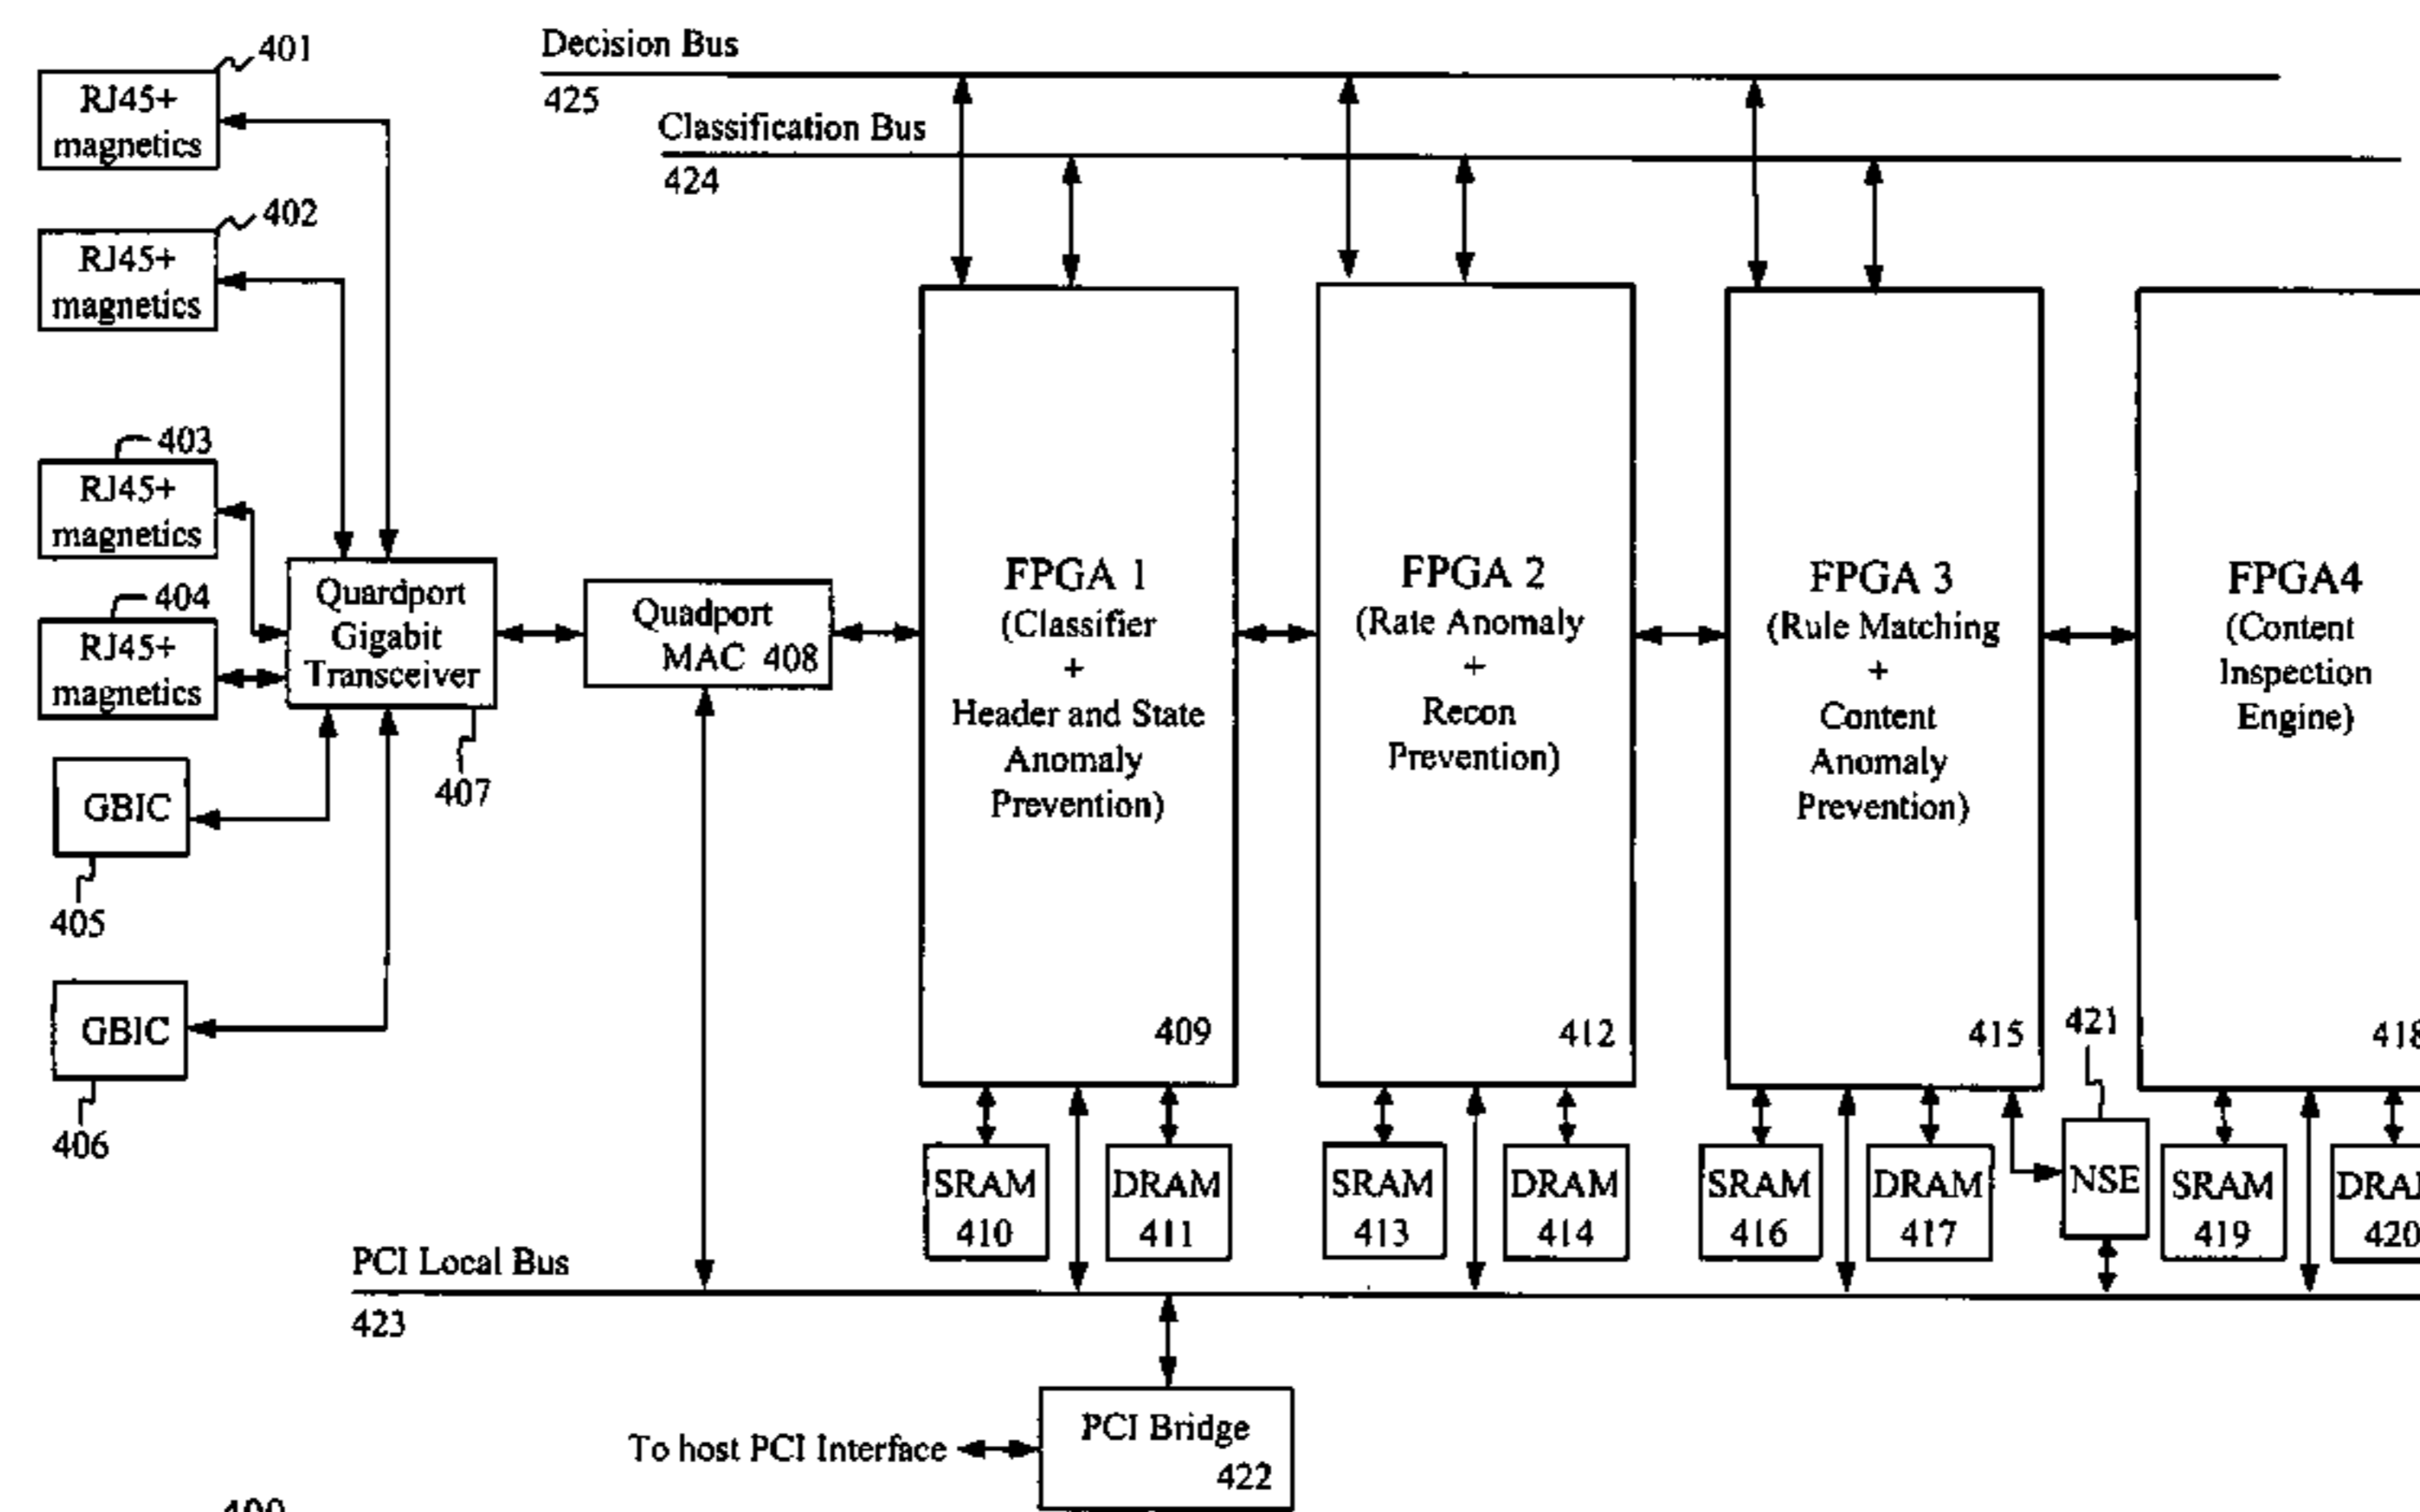 Decision Bus
425
Classification Bus
424
401
RJ45+
magnetics
402
RJ45+
magnetics
403
RJ45+
magnetics
404
RJ45+
magnetics
GBIC
405
GBIC
406
Quardport
Gigabit
Transceiver
407
Quadport
MAC 408
FPGA 1
(Classifier
+
Header and State
Anomaly
Prevention)
409
FPGA 2
(Rate Anomaly
+
Recon
Prevention)
412
FPGA 3
(Rule Matching
+
Content
Anomaly
Prevention)
415
FPGA4
(Content
Inspection
Engine)
418
421
SRAM
410
DRAM
411
SRAM
413
DRAM
414
SRAM
416
DRAM
417
NSE
SRAM
419
420
PCI Local Bus
423
To host PCI Interface
PCI Bridge
422